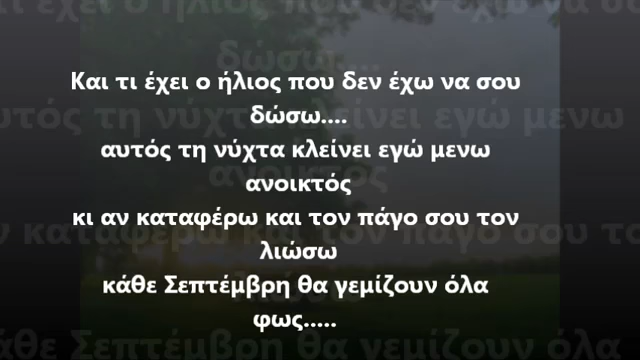 Και τι έχει ο ήλιος που δεν έχω να σου
δώσω....
αυτός τη νύχτα κλείνει εγώ μενω
ανοικτός
κι αν καταφέρω και τον πάγο σου τον
λιώσω
κάθε Σεπτέμβρη θα γεμίζουν όλα
φως.....